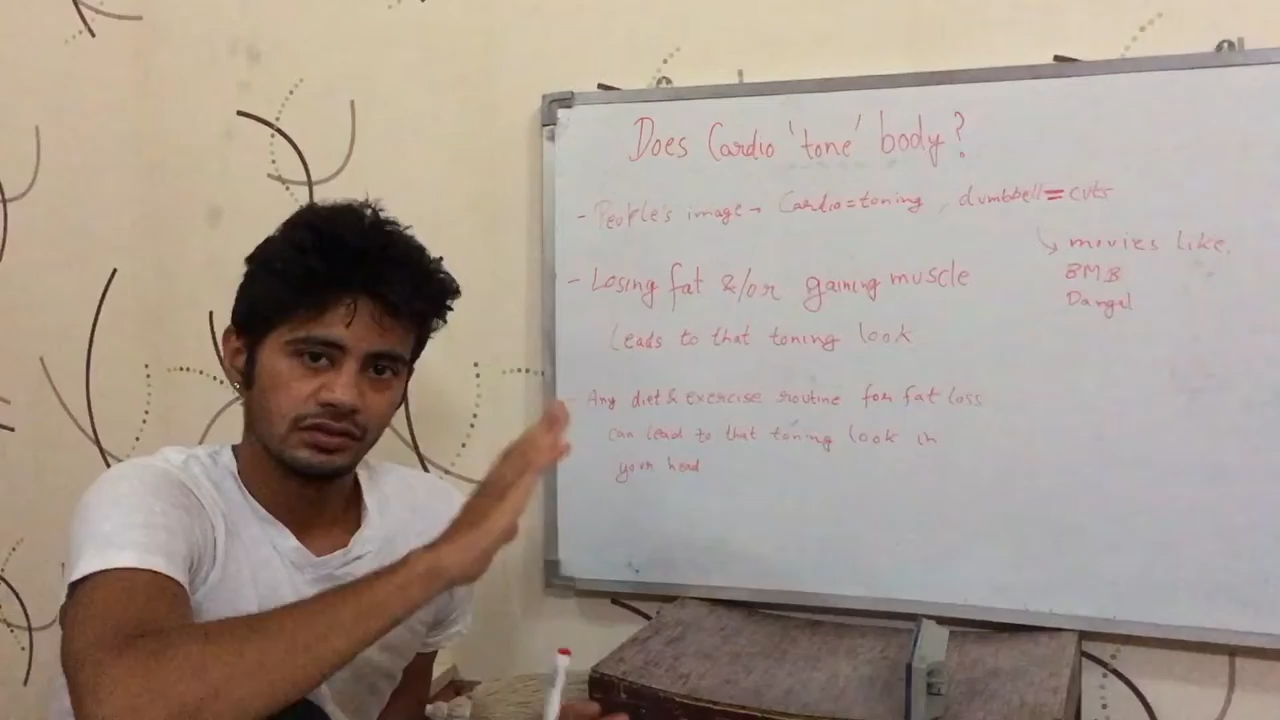 Does Cardio 'tone' body?
- People's image → Cardio=toning, dumbbell=cuts
↳ movies like
BMB
Dangal
- Losing fat &/or gaining muscle
leads to that toning look
- Any diet & exercise routine for fat loss
can lead to that toning look in
your head